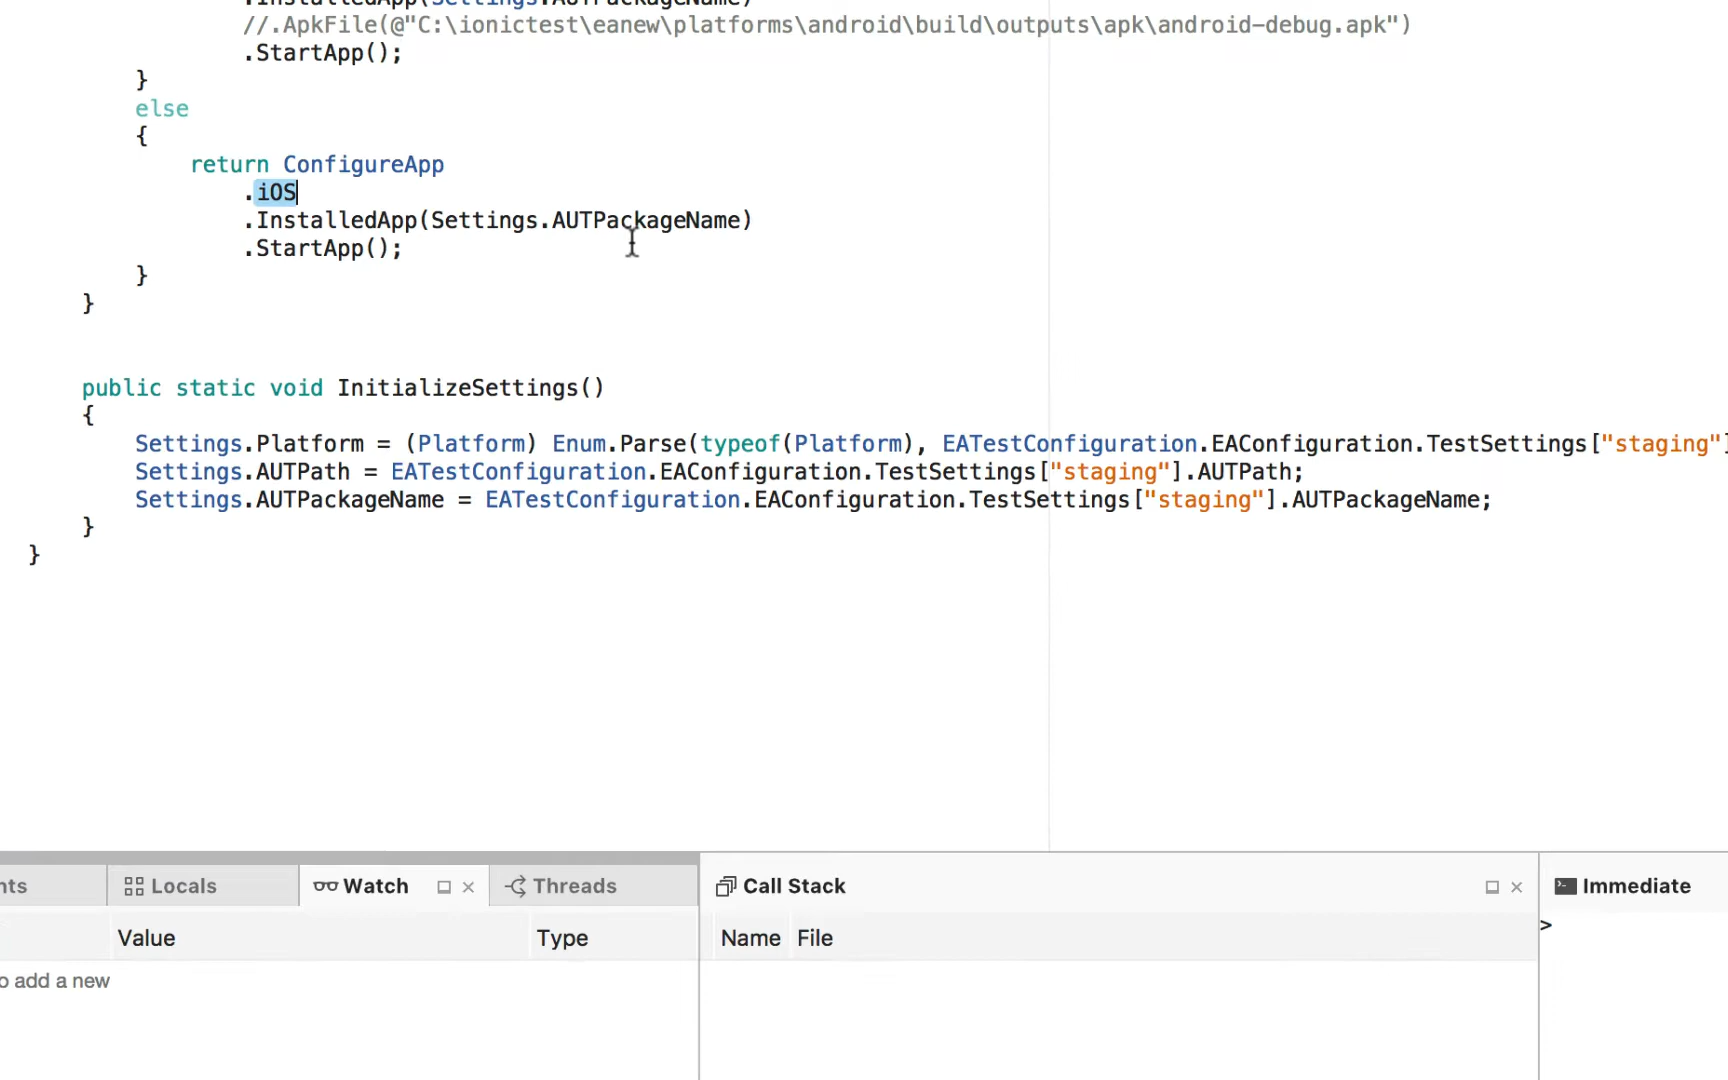 .InstalledApp(Settings.AUTPackageName)
//.ApkFile(@"C:\ionictest\eanew\platforms\android\build\outputs\apk\android-debug.apk")
.StartApp();
}
else
{
return ConfigureApp
.iOS
.InstalledApp(Settings.AUTPackageName)
.StartApp();
}
}
public static void InitializeSettings()
{
Settings.Platform = (Platform) Enum.Parse(typeof(Platform), EATestConfiguration.EAConfiguration.TestSettings["staging"]
Settings.AUTPath = EATestConfiguration.EAConfiguration.TestSettings["staging"].AUTPath;
Settings.AUTPackageName = EATestConfiguration.EAConfiguration.TestSettings["staging"].AUTPackageName;
}
}
nts Locals Watch Threads Call Stack Immediate
Value Type Name File
>
o add a new